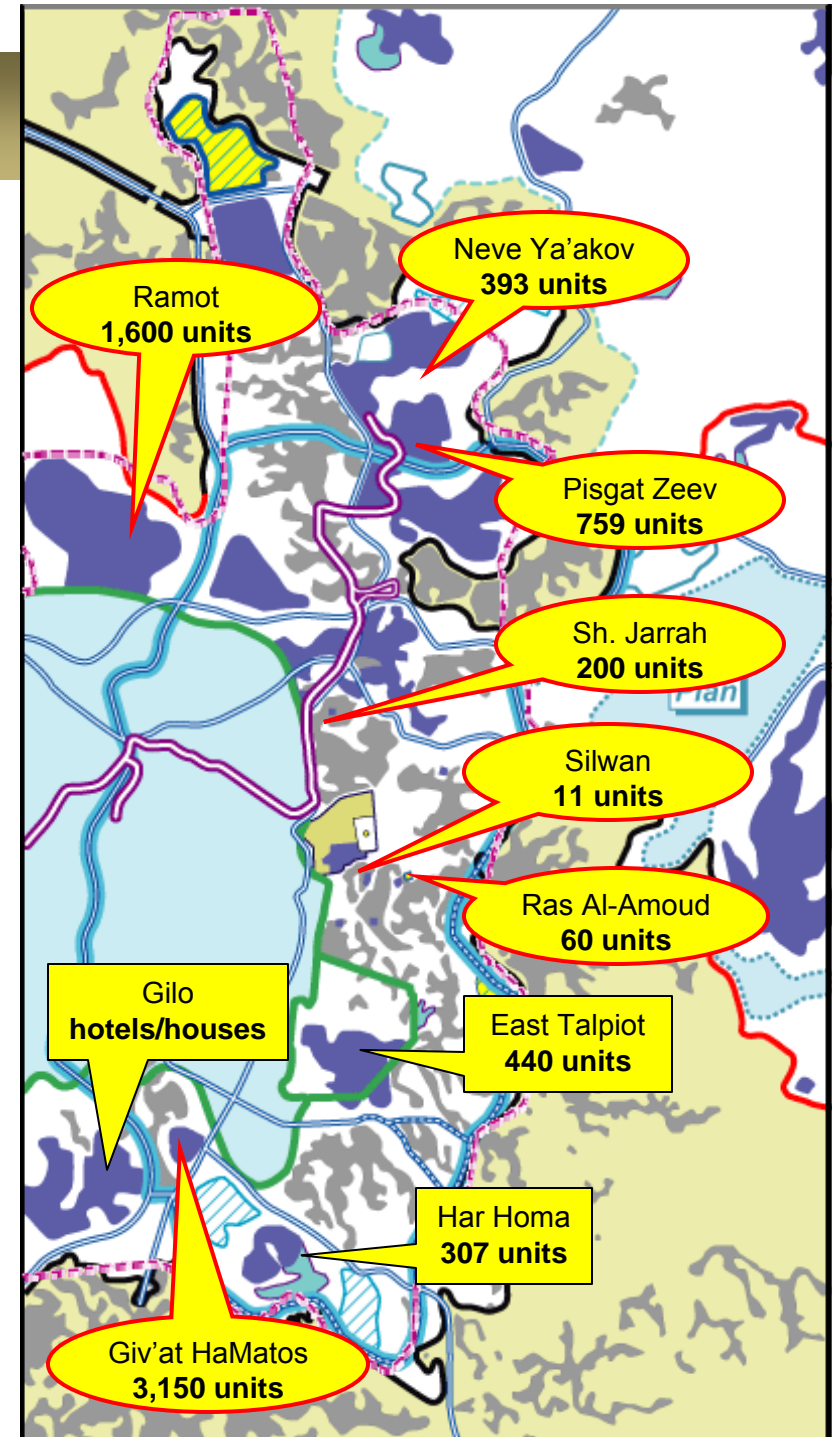 Neve Ya’akov
393 units
Ramot
1,600 units
Pisgat Zeev
759 units
Sh. Jarrah
200 units
Plan
Silwan
11 units
Ras Al-Amoud
60 units
Gilo
hotels/houses
East Talpiot
440 units
Har Homa
307 units
Giv’at HaMatos
3,150 units